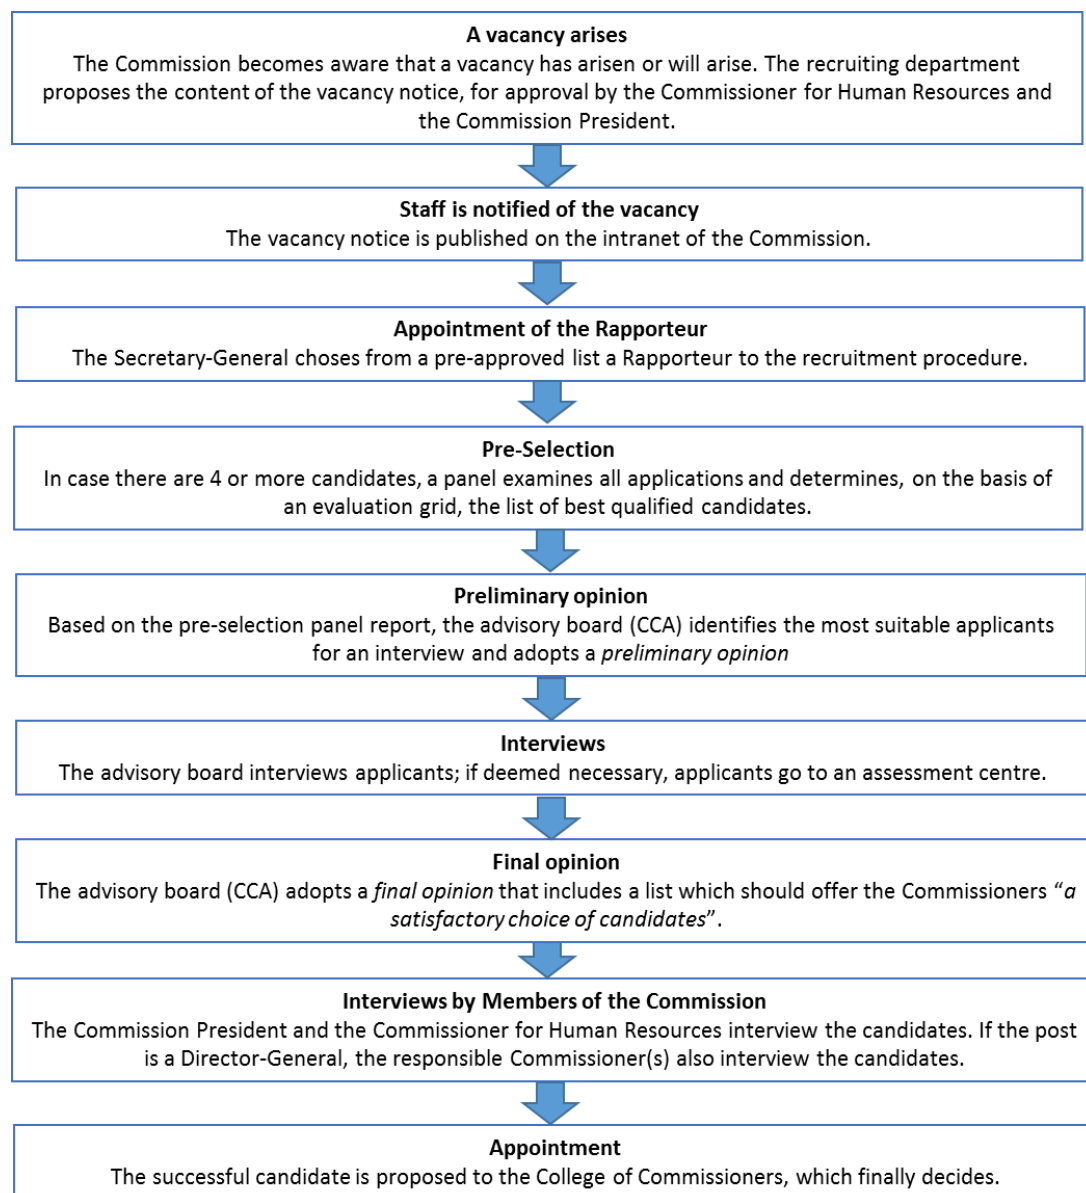 A vacancy arises
The Commission becomes aware that a vacancy has arisen or will arise. The recruiting department
proposes the content of the vacancy notice, for approval by the Commissioner for Human Resources and
the Commission President.
Staff is notified of the vacancy
The vacancy notice is published on the intranet of the Commission.
Appointment of the Rapporteur
The Secretary-General choses from a pre-approved list a Rapporteur to the recruitment procedure.
Pre-Selection
In case there are 4 or more candidates, a panel examines all applications and determines, on the basis of
an evaluation grid, the list of best qualified candidates.
Preliminary opinion
Based on the pre-selection panel report, the advisory board (CCA) identifies the most suitable applicants
for an interview and adopts a preliminary opinion
Interviews
The advisory board interviews applicants; if deemed necessary, applicants go to an assessment centre.
Final opinion
The advisory board (CCA) adopts a final opinion that includes a list which should offer the Commissioners “a
satisfactory choice of candidates”.
Interviews by Members of the Commission
The Commission President and the Commissioner for Human Resources interview the candidates. If the post
is a Director-General, the responsible Commissioner(s) also interview the candidates.
Appointment
The successful candidate is proposed to the College of Commissioners, which finally decides.